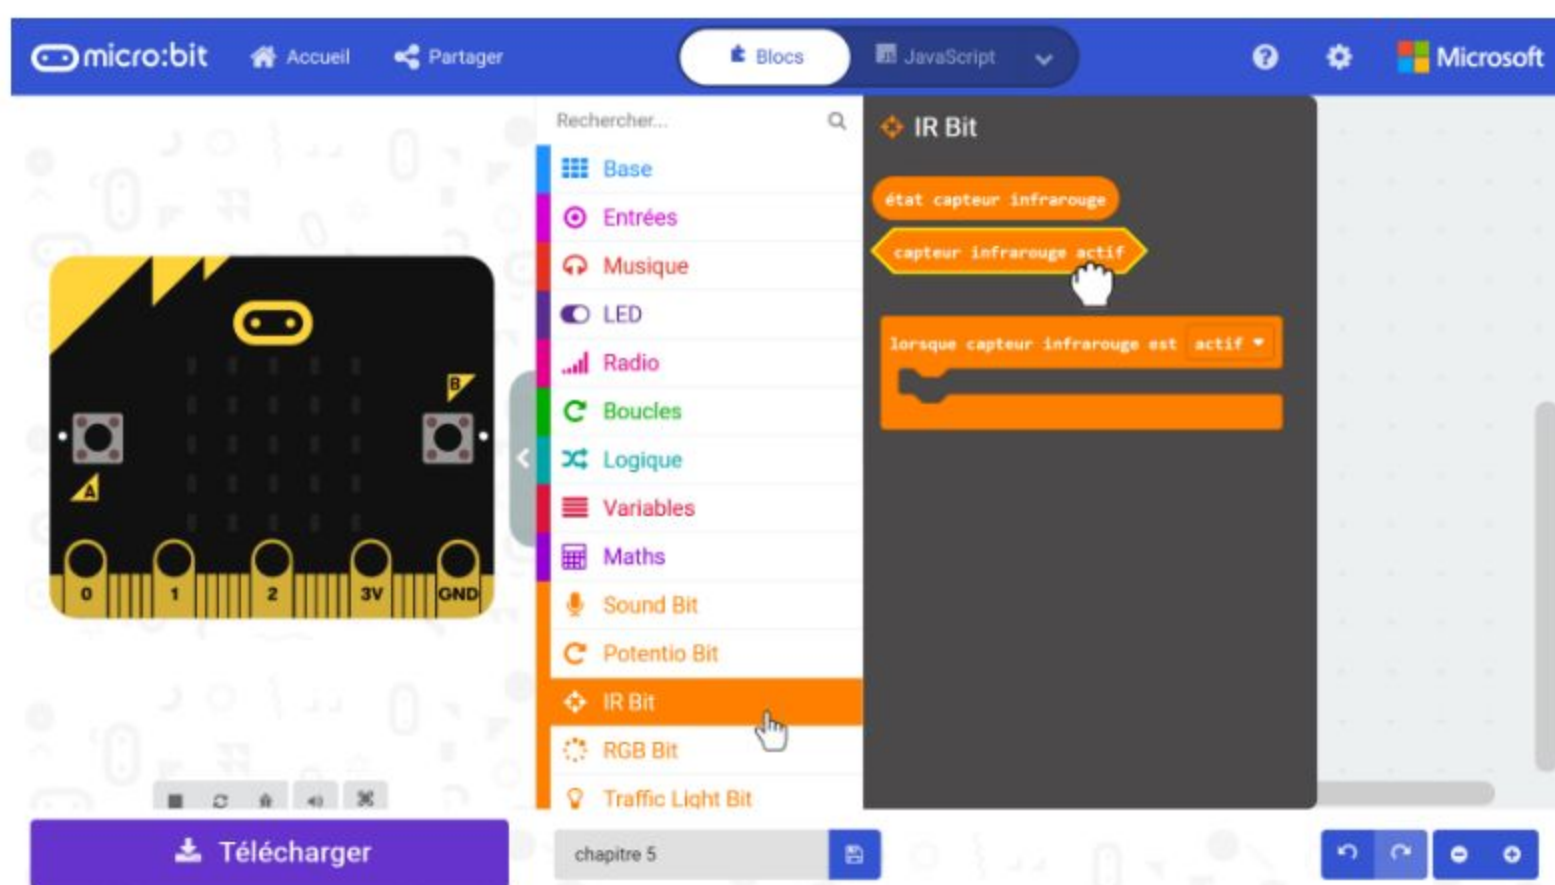 micro:bit
Accueil
Partager
Blocs
JavaScript
Microsoft
Rechercher...
Base
Entrées
Musique
LED
Radio
Boucles
Logique
Variables
Maths
Sound Bit
Potentio Bit
IR Bit
RGB Bit
Traffic Light Bit
IR Bit
état capteur infrarouge
capteur infrarouge actif
lorsque capteur infrarouge est actif
B
A
0 1 2 3V GND
Télécharger
chapitre 5